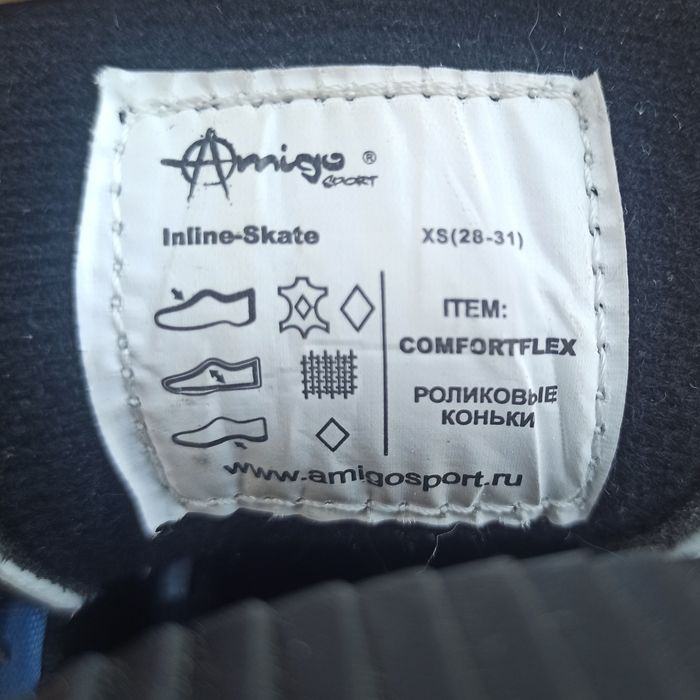 Amigo ®
SPORT
Inline-Skate
XS(28-31)
ITEM:
COMFORTFLEX
РОЛИКОВЫЕ
КОНЬКИ
www.amigosport.ru